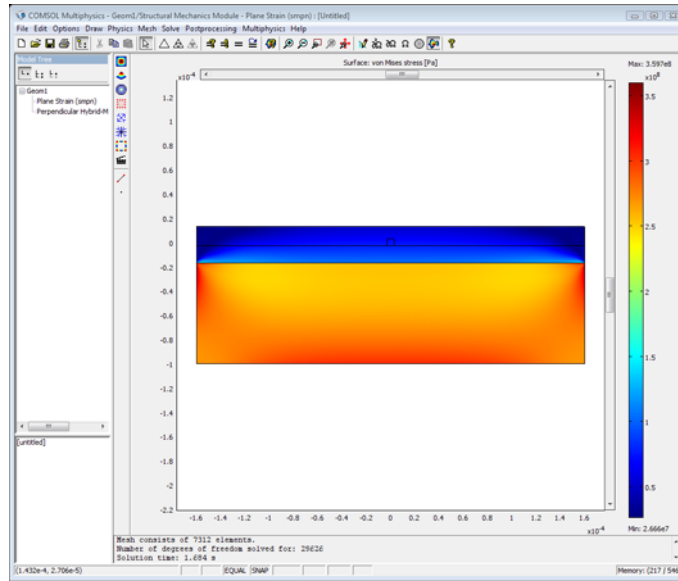 COMSOL Multiphysics - Geom1/Structural Mechanics Module - Plane Strain (smpn) : [Untitled]
File Edit Options Draw Physics Mesh Solve Postprocessing Multiphysics Help
Model Tree
Geom1
Plane Strain (smpn)
Perpendicular Hybrid-M
[untitled]
Surface: von Mises stress [Pa]
Max: 3.597e8
x10-4
x10⁸
1.2
1
0.8
0.6
0.4
0.2
0
-0.2
-0.4
-0.6
-0.8
-1
-1.2
-1.4
-1.6
-1.8
-2
-2.2
-1.6 -1.4 -1.2 -1 -0.8 -0.6 -0.4 -0.2 0 0.2 0.4 0.6 0.8 1 1.2 1.4 1.6
x10-4
3.5
3
2.5
2
1.5
1
0.5
Min: 2.666e7
Mesh consists of 7312 elements.
Number of degrees of freedom solved for: 29626
Solution time: 1.684 s
(1.432e-4, 2.706e-5) EQUAL SNAP Memory: (217 / 546